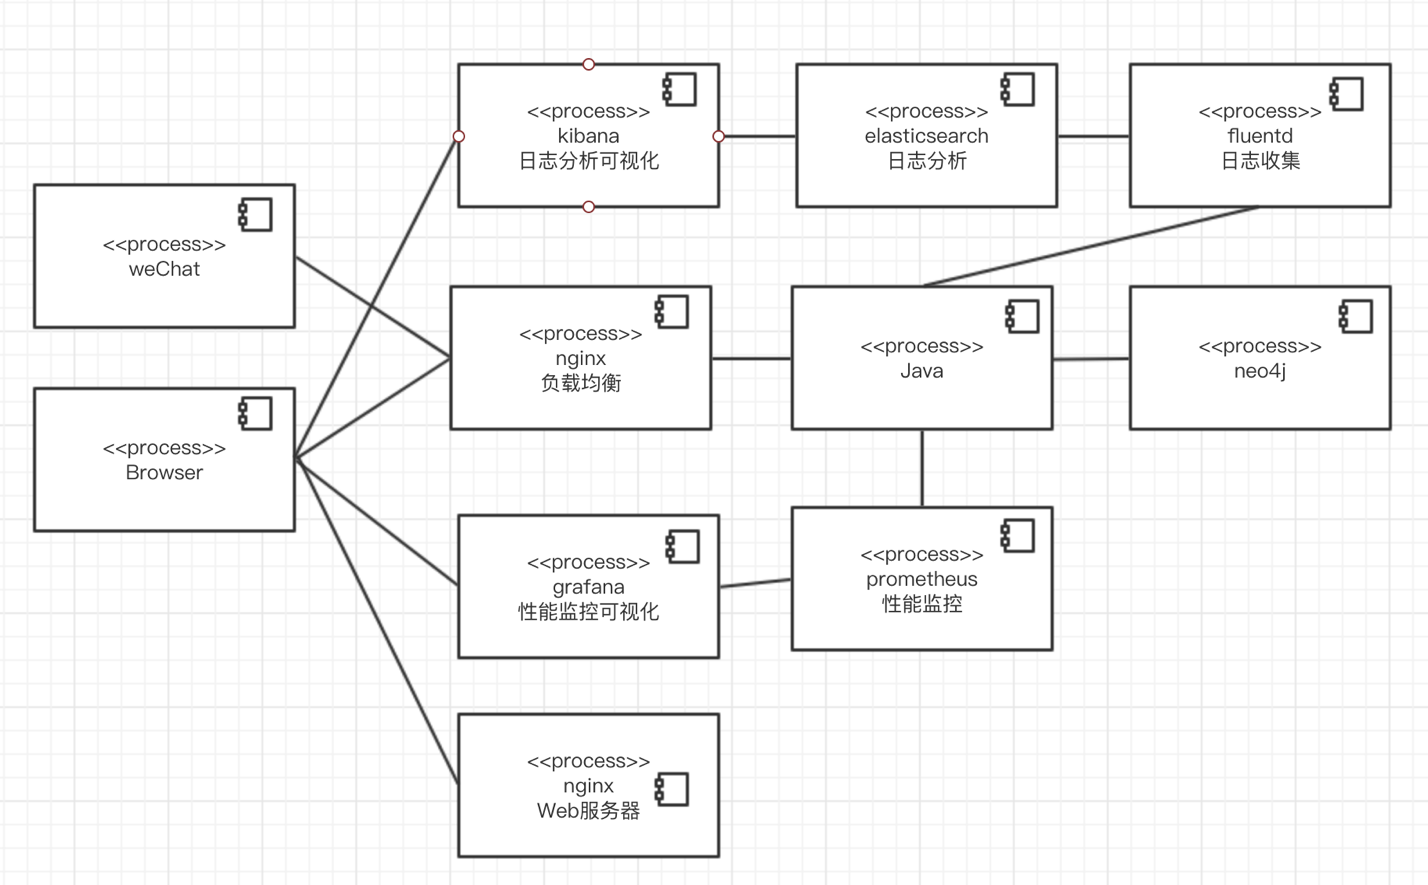 <<process>>
kibana
日志分析可视化
<<process>>
elasticsearch
日志分析
<<process>>
fluentd
日志收集
<<process>>
weChat
<<process>>
nginx
负载均衡
<<process>>
Java
<<process>>
neo4j
<<process>>
Browser
<<process>>
grafana
性能监控可视化
<<process>>
prometheus
性能监控
<<process>>
nginx
Web服务器